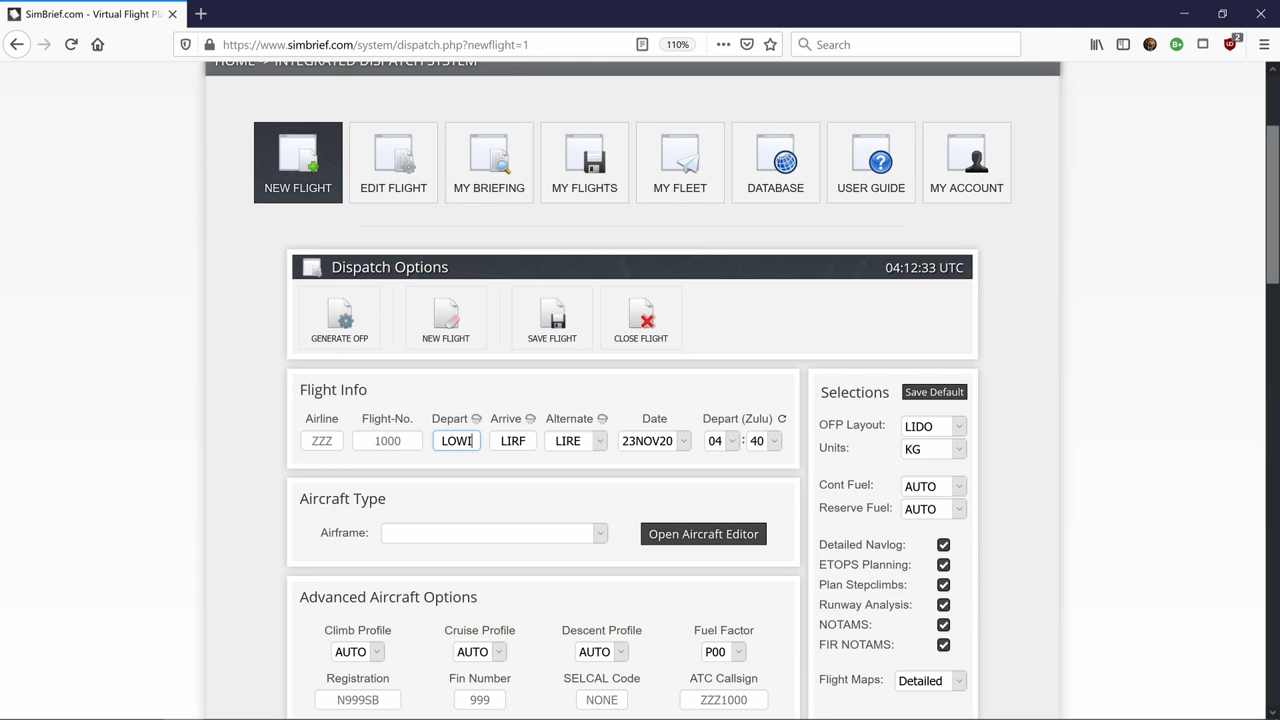 SimBrief.com - Virtual Flight Pl
https://www.simbrief.com/system/dispatch.php?newflight=1
110%
Search
2
HOME -> INTEGRATED DISPATCH SYSTEM
NEW FLIGHT
EDIT FLIGHT
MY BRIEFING
MY FLIGHTS
MY FLEET
DATABASE
USER GUIDE
MY ACCOUNT
Dispatch Options
04:12:33 UTC
GENERATE OFP
NEW FLIGHT
SAVE FLIGHT
CLOSE FLIGHT
Flight Info
Airline Flight-No. Depart Arrive Alternate Date Depart (Zulu)
ZZZ 1000 LOWI LIRF LIRE 23NOV20 04 : 40
Aircraft Type
Airframe:
Open Aircraft Editor
Advanced Aircraft Options
Climb Profile Cruise Profile Descent Profile Fuel Factor
AUTO AUTO AUTO P00
Registration Fin Number SELCAL Code ATC Callsign
N999SB 999 NONE ZZZ1000
Selections
Save Default
OFP Layout: LIDO
Units: KG
Cont Fuel: AUTO
Reserve Fuel: AUTO
Detailed Navlog:
ETOPS Planning:
Plan Stepclimbs:
Runway Analysis:
NOTAMS:
FIR NOTAMS:
Flight Maps: Detailed